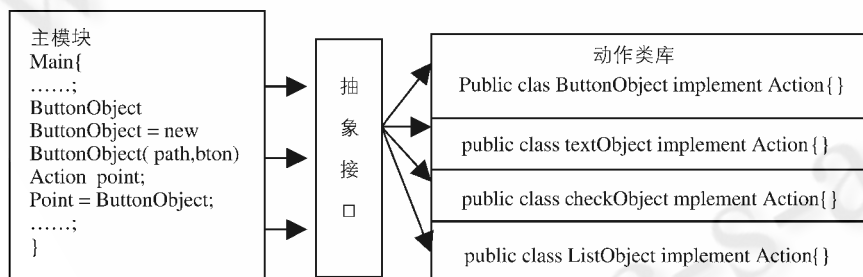 主模块
Main{
……;
ButtonObject
ButtonObject = new
ButtonObject( path,bton)
Action point;
Point = ButtonObject;
……;
}
抽
象
接
口
动作类库
Public clas ButtonObject implement Action{}
public class textObject implement Action{}
public class checkObject mplement Action{}
public class ListObject implement Action{}